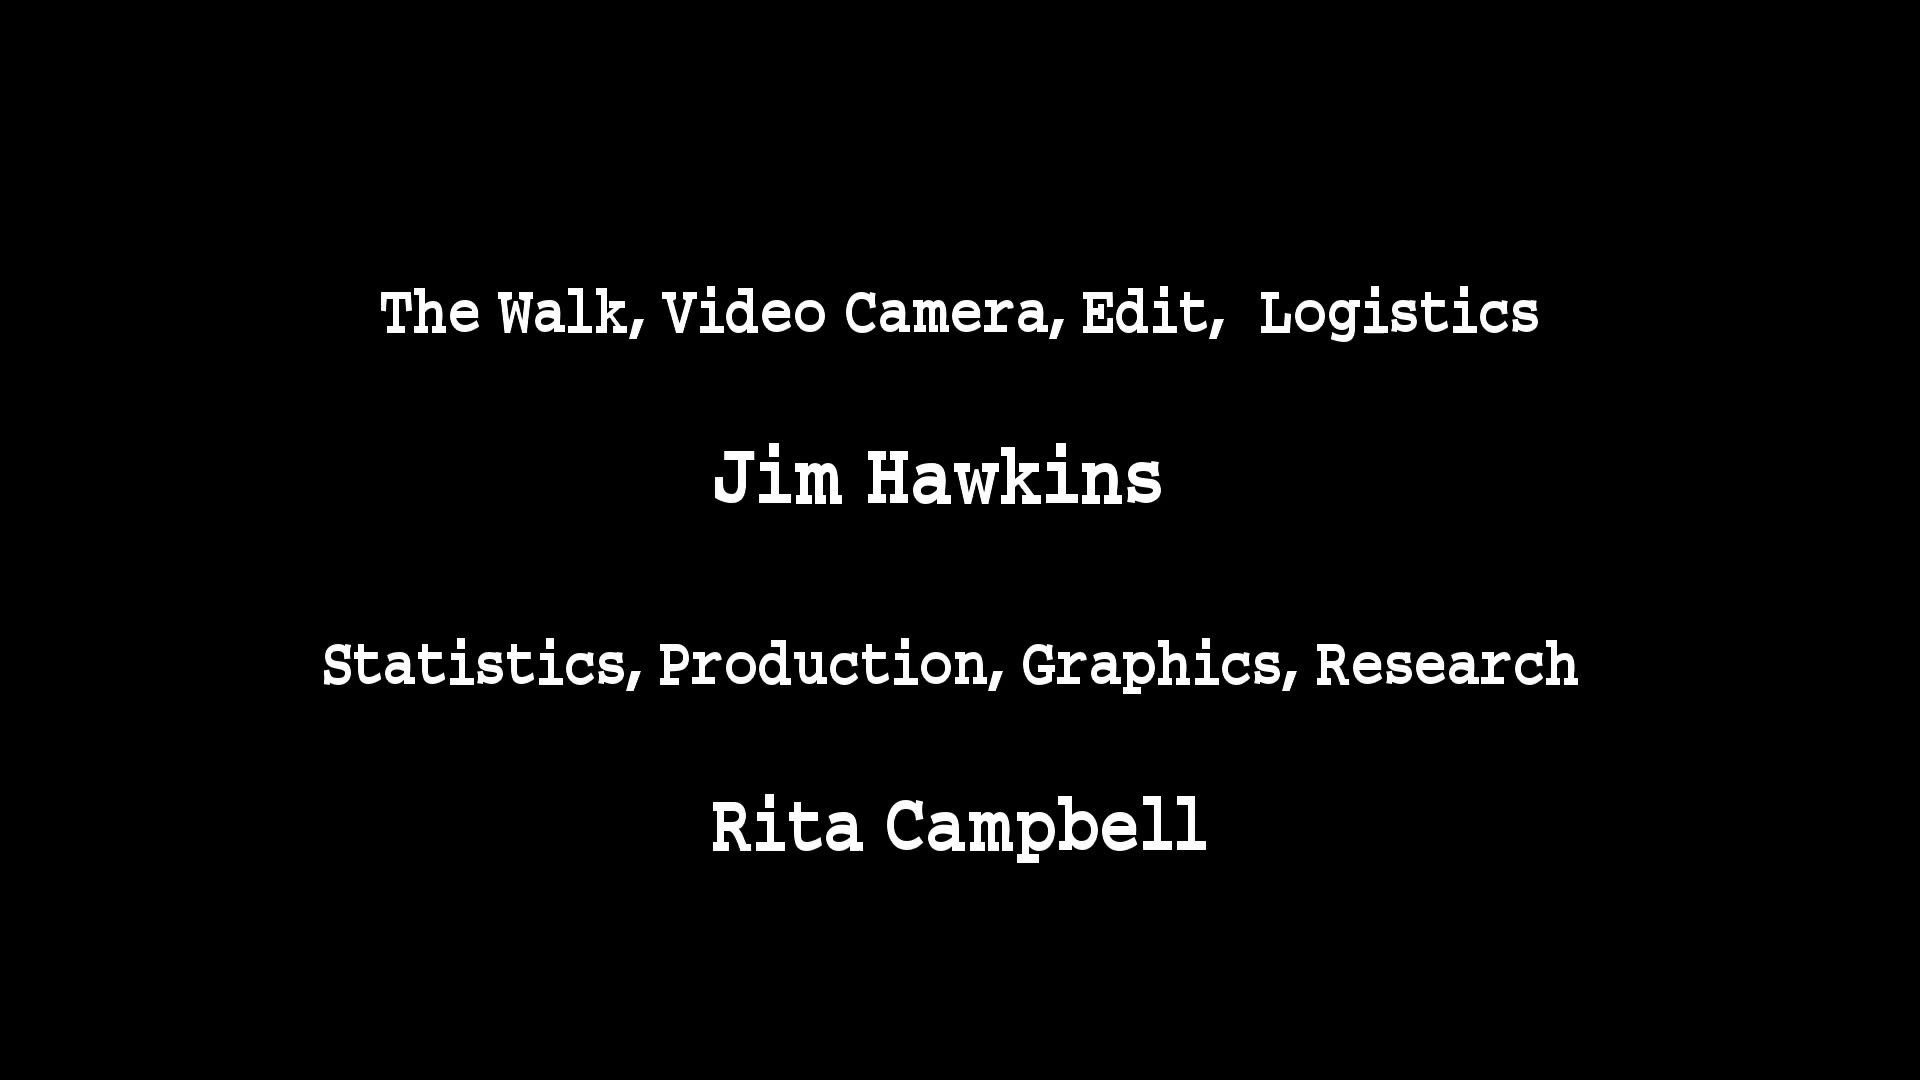 The Walk, Video Camera, Edit, Logistics
Jim Hawkins
Statistics, Production, Graphics, Research
Rita Campbell